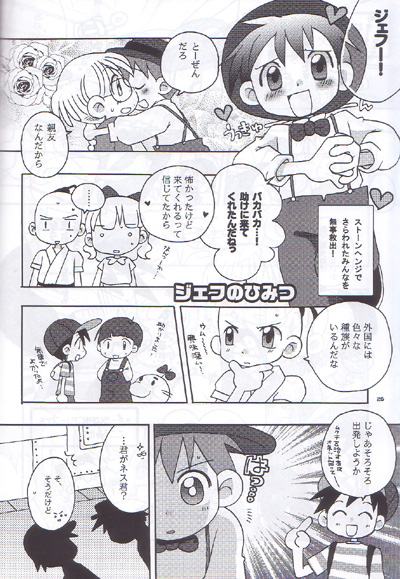 ジェフー！
うきゅ
バカバカ…！
助けに来て
くれたんだねっ
ストーンヘンジで
さらわれたみんなを
無事救出！
とーぜん
だろ
親友
なんだから
怖かったけど
来てくれるって
信じてたから
……
ジェフのひみつ
外国には
色々な
種族が
いるんだな
ウム…
じゃあそろそろ
出発しようか
はっ…
…君がネス君？
そ、
そうだけど